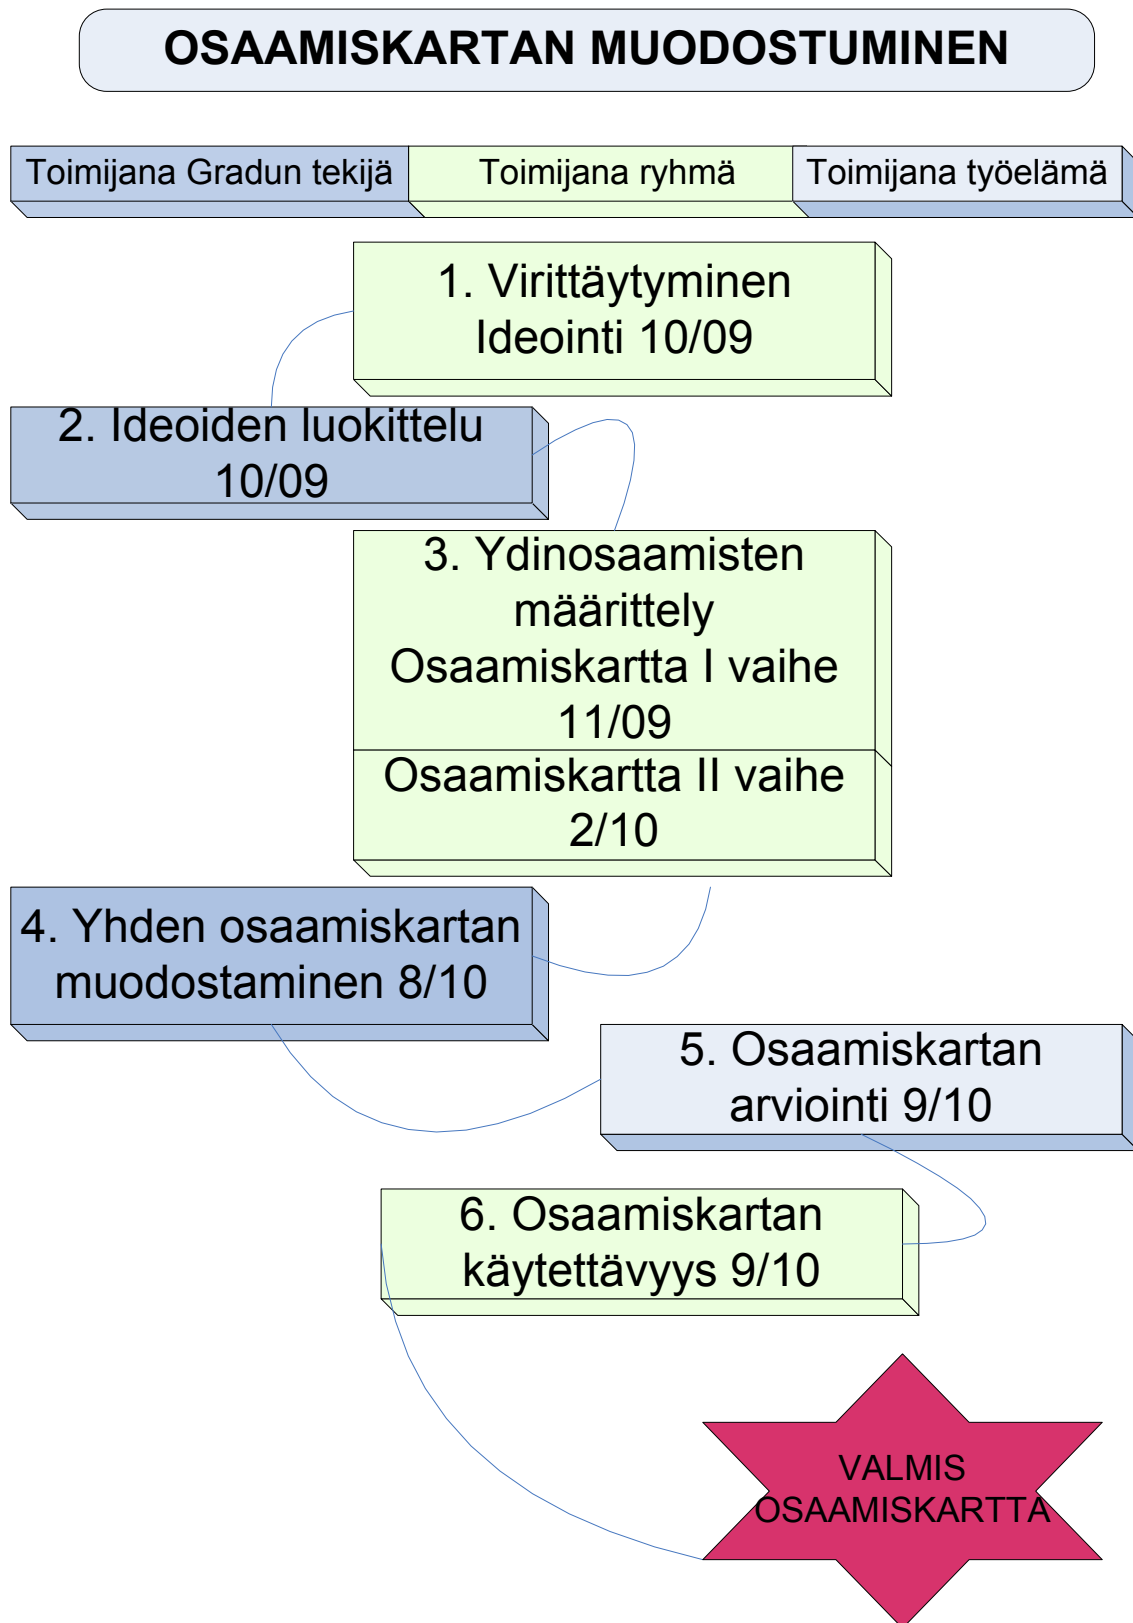 OSAAMISKARTAN MUODOSTUMINEN
Toimijana Gradun tekijä
Toimijana ryhmä
Toimijana työelämä
1. Virittäytyminen
Ideointi 10/09
2. Ideoiden luokittelu
10/09
3. Ydinosaamisten
määrittely
Osaamiskartta I vaihe
11/09
Osaamiskartta II vaihe
2/10
4. Yhden osaamiskartan
muodostaminen 8/10
5. Osaamiskartan
arviointi 9/10
6. Osaamiskartan
käytettävyys 9/10
VALMIS
OSAAMISKARTTA